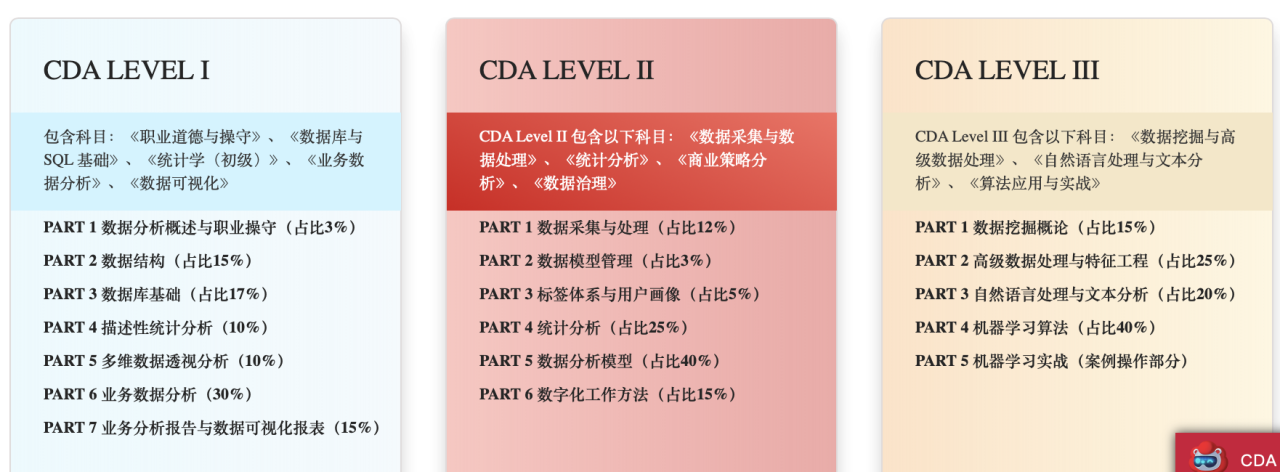 CDA LEVEL I
包含科目：《职业道德与操守》、《数据库与
SQL 基础》、《统计学（初级）》、《业务数
据分析》、《数据可视化》
PART 1 数据分析概述与职业操守（占比3%）
PART 2 数据结构（占比15%）
PART 3 数据库基础（占比17%）
PART 4 描述性统计分析（10%）
PART 5 多维数据透视分析（10%）
PART 6 业务数据分析（30%）
PART 7 业务分析报告与数据可视化报表（15%）
CDA LEVEL II
CDA Level II 包含以下科目：《数据采集与数
据处理》、《统计分析》、《商业策略分
析》、《数据治理》
PART 1 数据采集与处理（占比12%）
PART 2 数据模型管理（占比3%）
PART 3 标签体系与用户画像（占比5%）
PART 4 统计分析（占比25%）
PART 5 数据分析模型（占比40%）
PART 6 数字化工作方法（占比15%）
CDA LEVEL III
CDA Level III 包含以下科目：《数据挖掘与高
级数据处理》、《自然语言处理与文本分
析》、《算法应用与实战》
PART 1 数据挖掘概论（占比15%）
PART 2 高级数据处理与特征工程（占比25%）
PART 3 自然语言处理与文本分析（占比20%）
PART 4 机器学习算法（占比40%）
PART 5 机器学习实战（案例操作部分）
CDA